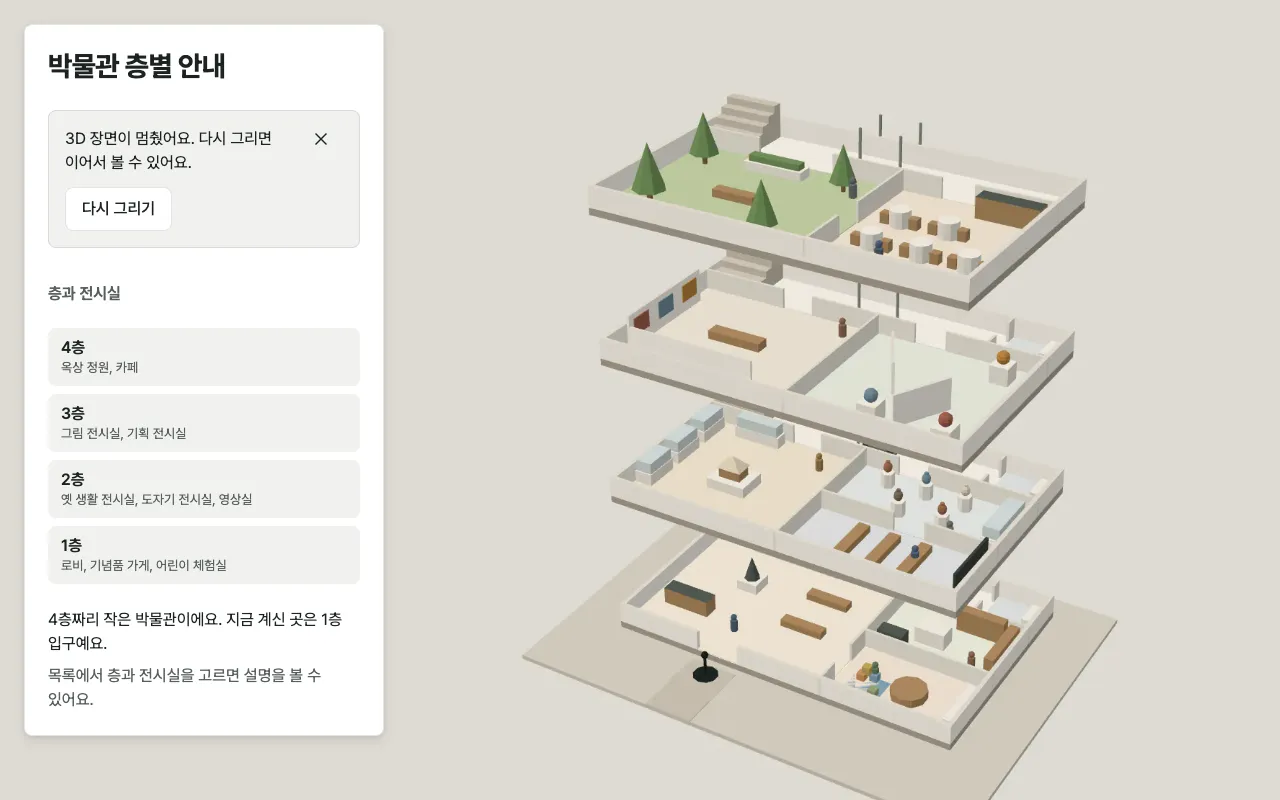 박물관 층별 안내
3D 장면이 멈췄어요. 다시 그리면
이어서 볼 수 있어요.
다시 그리기
층과 전시실
4층
옥상 정원, 카페
3층
그림 전시실, 기획 전시실
2층
옛 생활 전시실, 도자기 전시실, 영상실
1층
로비, 기념품 가게, 어린이 체험실
4층짜리 작은 박물관이에요. 지금 계신 곳은 1층
입구예요.
목록에서 층과 전시실을 고르면 설명을 볼 수
있어요.